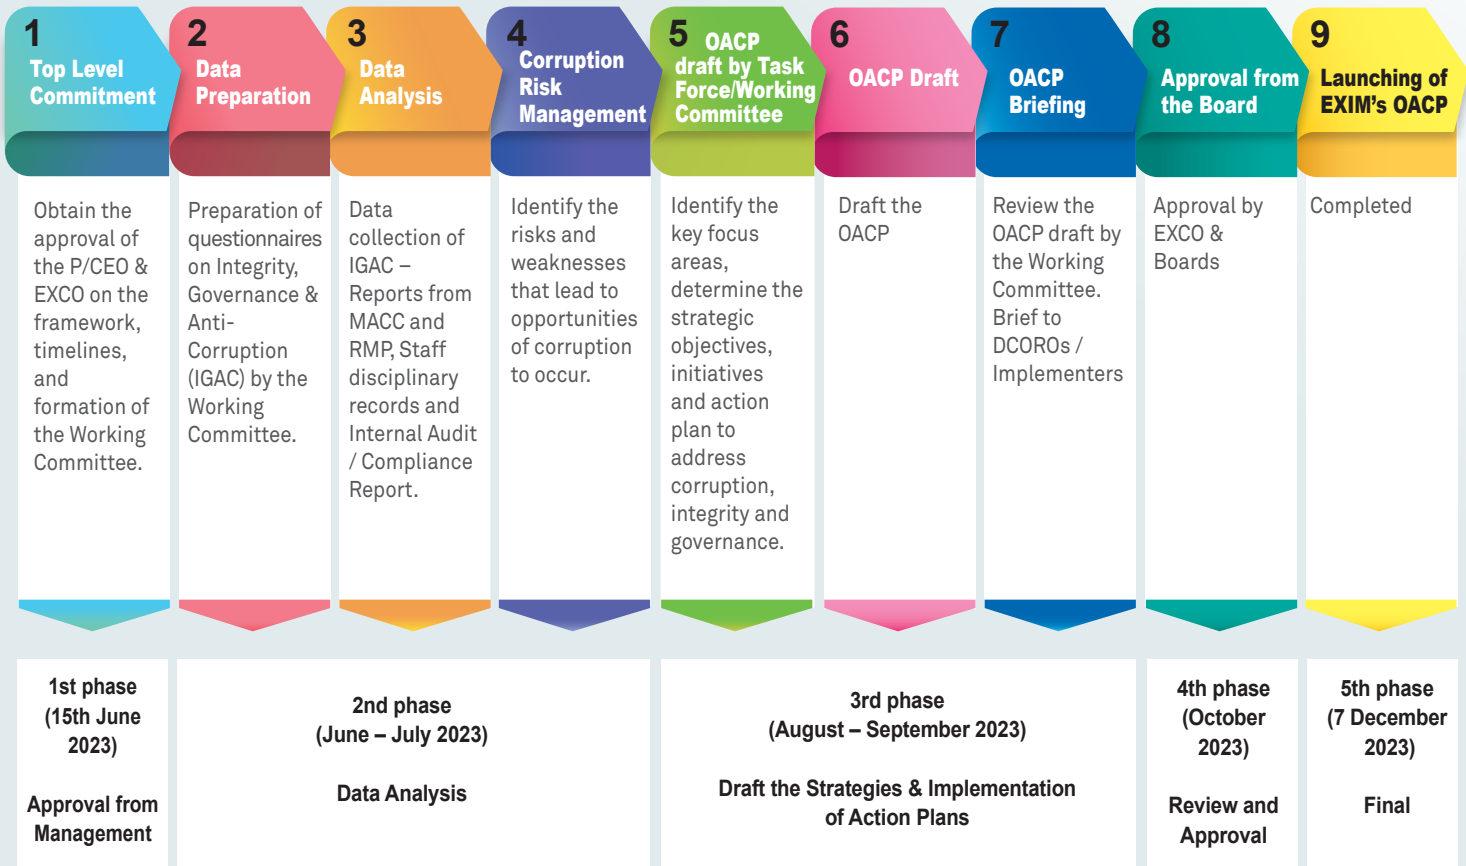 1
Top Level
Commitment
Obtain the
approval of
the P/CEO &
EXCO on the
framework,
timelines,
and
formation of
the Working
Committee.
2
Data
Preparation
Preparation of
questionnaires
on Integrity,
Governance &
Anti-
Corruption
(IGAC) by the
Working
Committee.
3
Data
Analysis
Data
collection of
IGAC –
Reports from
MACC and
RMP, Staff
disciplinary
records and
Internal Audit
/ Compliance
Report.
4
Corruption
Risk
Management
Identify the
risks and
weaknesses
that lead to
opportunities
of corruption
to occur.
5 OACP
draft by Task
Force/Working
Committee
Identify the
key focus
areas,
determine the
strategic
objectives,
initiatives
and action
plan to
address
corruption,
integrity and
governance.
6
OACP Draft
Draft the
OACP
7
OACP
Briefing
Review the
OACP draft by
the Working
Committee.
Brief to
DCOROs /
Implementers
8
Approval from
the Board
Approval by
EXCO &
Boards
9
Launching of
EXIM's OACP
Completed
1st phase
(15th June
2023)
Approval from
Management
2nd phase
(June – July 2023)
Data Analysis
3rd phase
(August – September 2023)
Draft the Strategies & Implementation
of Action Plans
4th phase
(October
2023)
Review and
Approval
5th phase
(7 December
2023)
Final